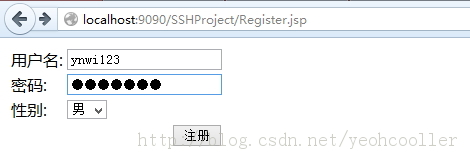 localhost:9090/SSHProject/Register.jsp
用户名: ynwi123
密码: ●●●●●●●
性别: 男
注册
http://blog.csdn.net/yeohcooller